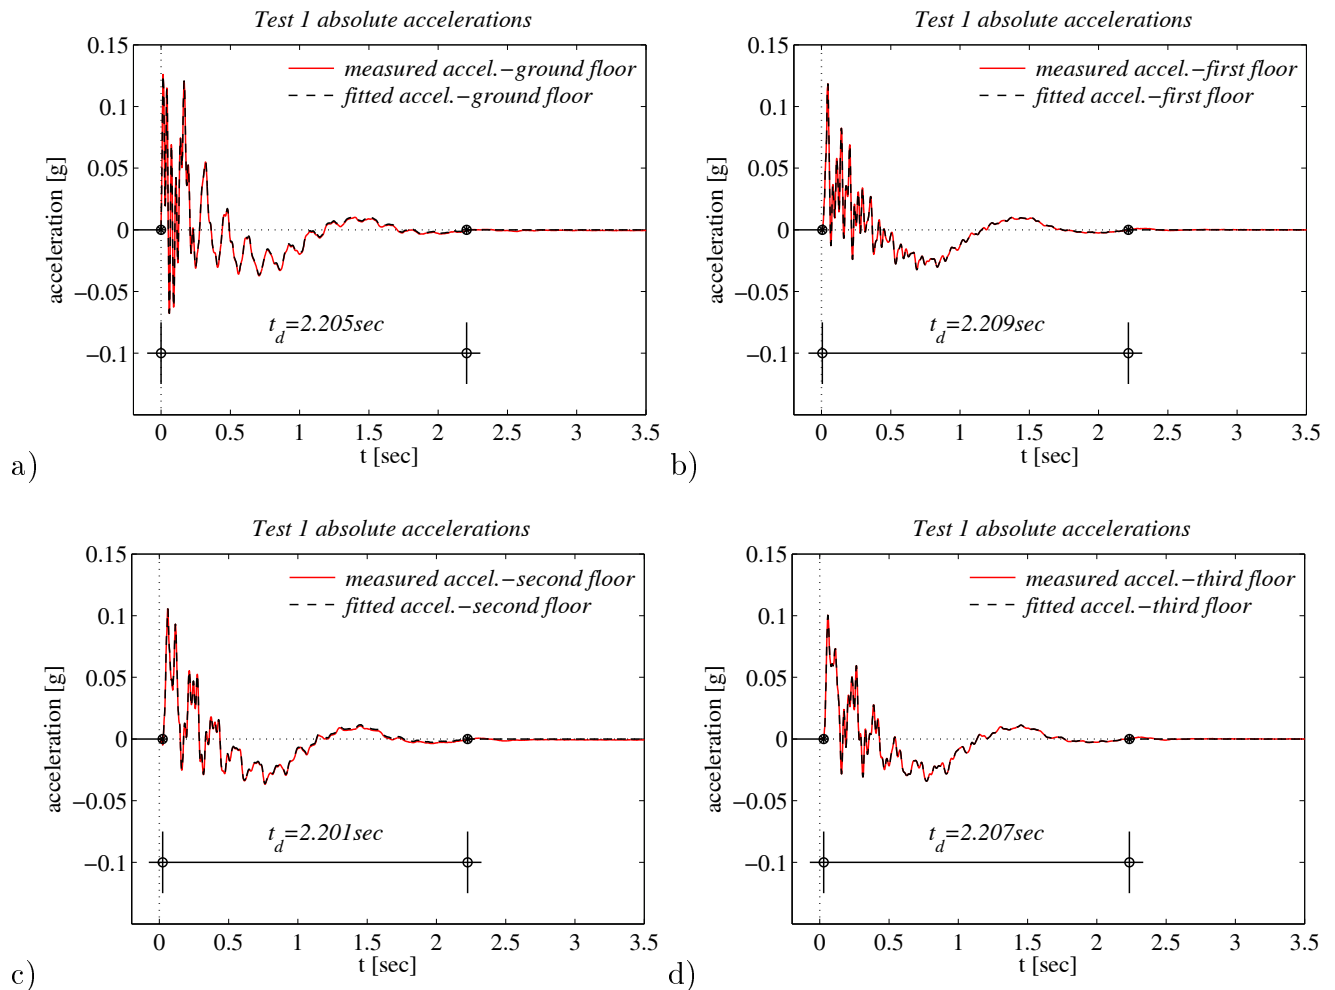 Test 1 absolute accelerations
measured accel.−ground floor
fitted accel.−ground floor
0.15
0.1
0.05
0
−0.05
−0.1
acceleration [g]
t_d=2.205sec
0 0.5 1 1.5 2 2.5 3 3.5
t [sec]
a)
Test 1 absolute accelerations
measured accel.−first floor
fitted accel.−first floor
0.15
0.1
0.05
0
−0.05
−0.1
acceleration [g]
t_d=2.209sec
0 0.5 1 1.5 2 2.5 3 3.5
t [sec]
b)
Test 1 absolute accelerations
measured accel.−second floor
fitted accel.−second floor
0.15
0.1
0.05
0
−0.05
−0.1
acceleration [g]
t_d=2.201sec
0 0.5 1 1.5 2 2.5 3 3.5
t [sec]
c)
Test 1 absolute accelerations
measured accel.−third floor
fitted accel.−third floor
0.15
0.1
0.05
0
−0.05
−0.1
acceleration [g]
t_d=2.207sec
0 0.5 1 1.5 2 2.5 3 3.5
t [sec]
d)